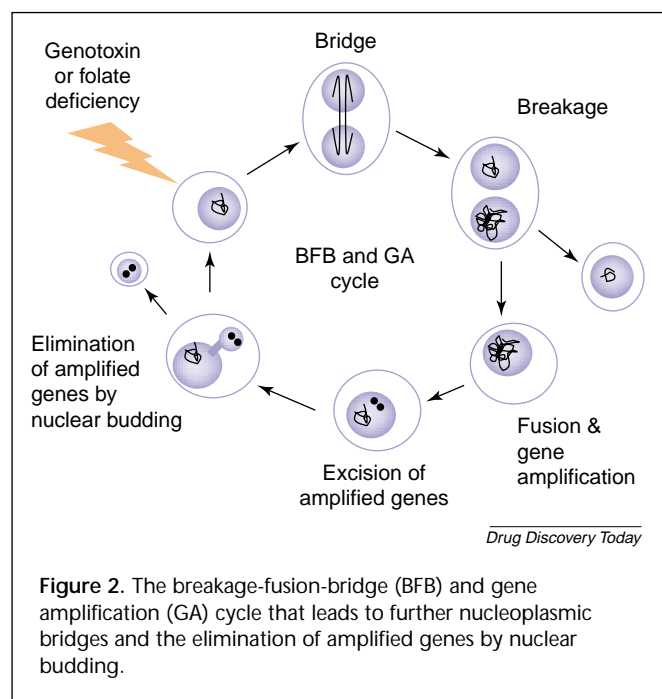 Genotoxin
or folate
deficiency
Bridge
Breakage
BFB and GA
cycle
Elimination
of amplified
genes by
nuclear budding
Excision of
amplified genes
Fusion &
gene
amplification
Drug Discovery Today
Figure 2. The breakage-fusion-bridge (BFB) and gene
amplification (GA) cycle that leads to further nucleoplasmic
bridges and the elimination of amplified genes by nuclear
budding.